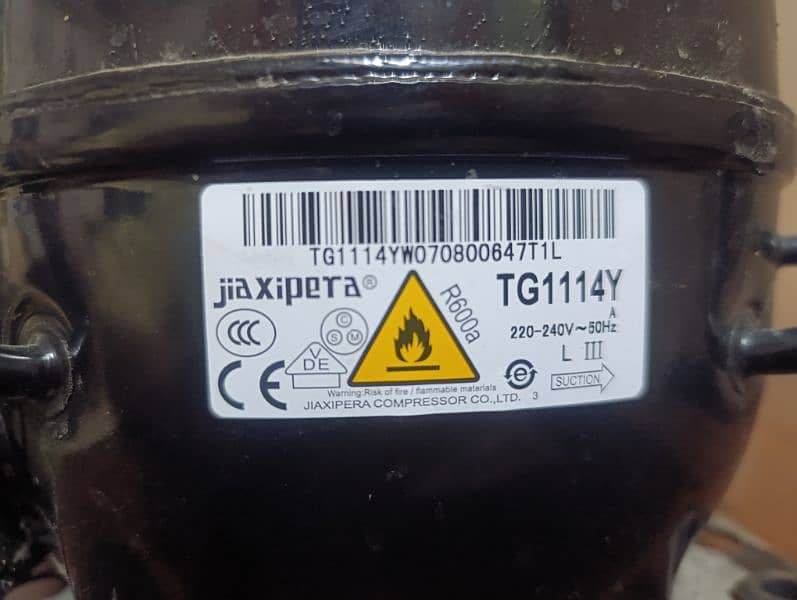 TG1114YW070800647T1L
jiaxipera®
R600a
TG1114Y
A
220-240V~50Hz
L III
CCC
C
S M
V
DE
CE
e
SUCTION
Warning:Risk of fire / flammable materials
JIAXIPERA COMPRESSOR CO.,LTD. 3